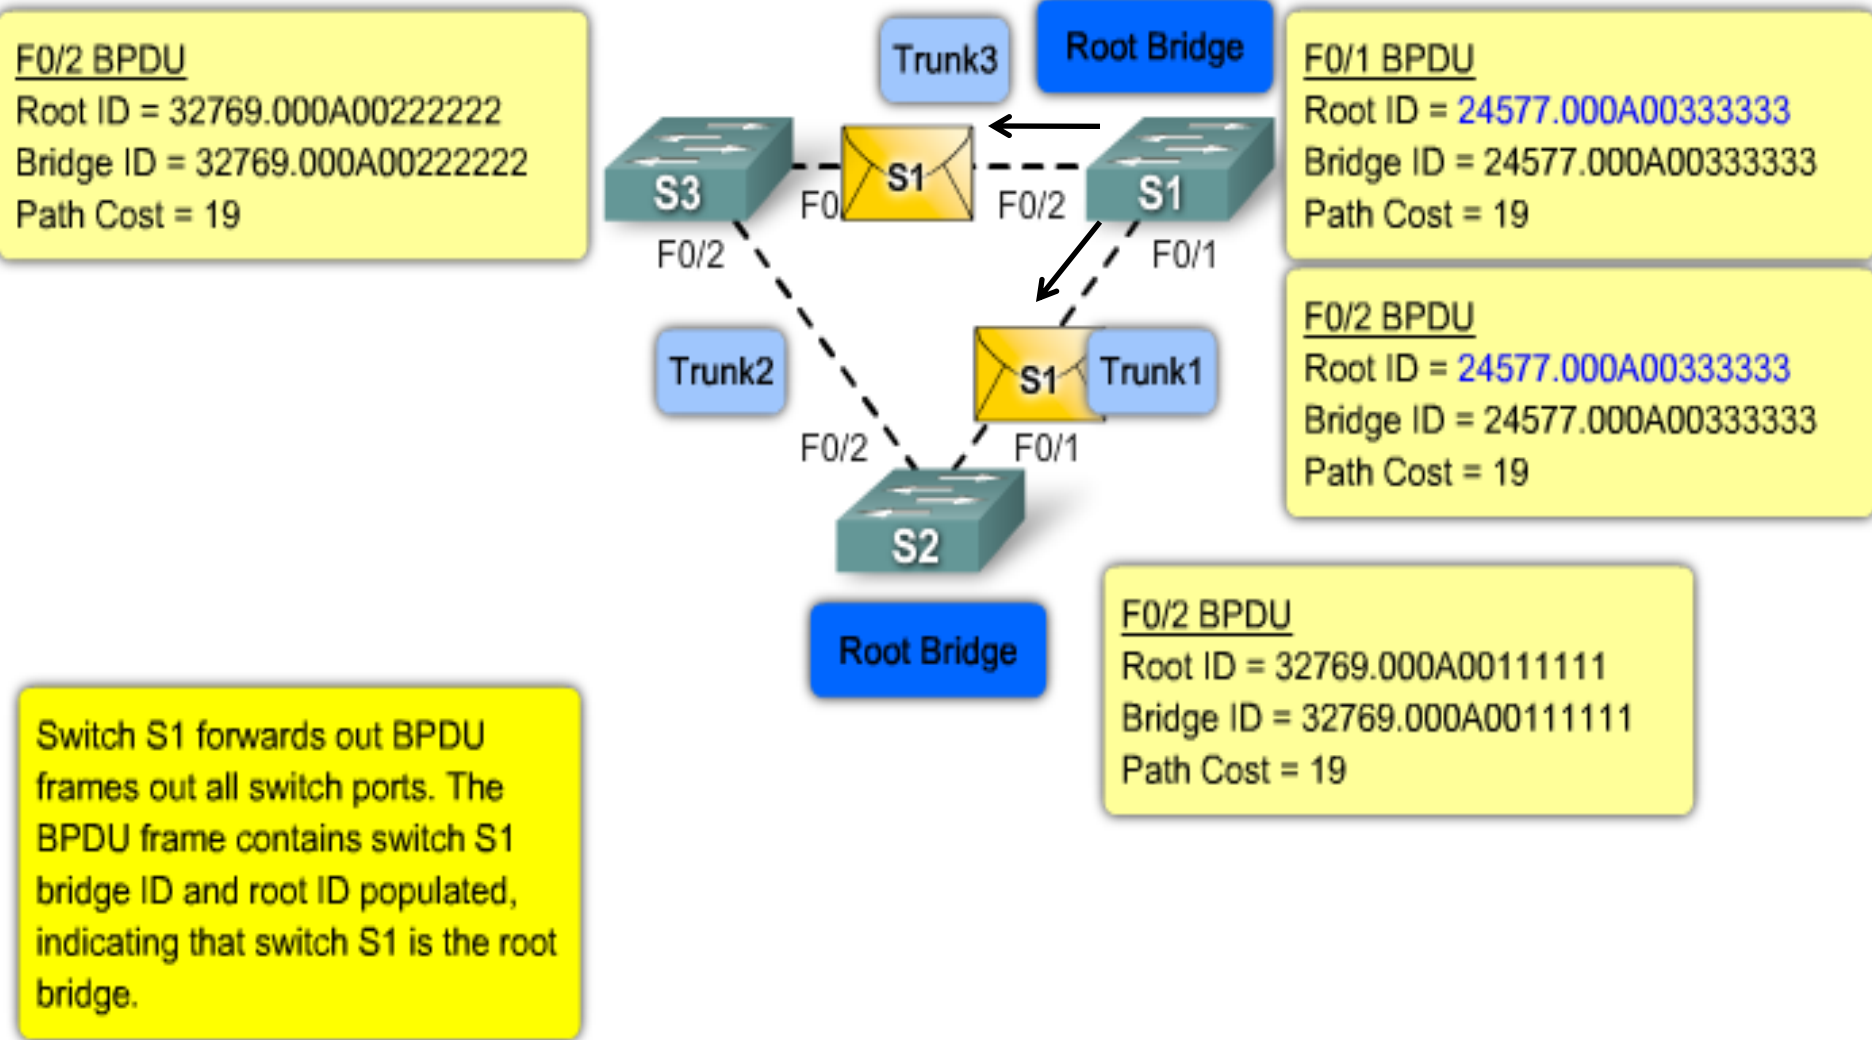 F0/2 BPDU
Root ID = 32769.000A00222222
Bridge ID = 32769.000A00222222
Path Cost = 19
Trunk3
Root Bridge
F0/1 BPDU
Root ID = 24577.000A00333333
Bridge ID = 24577.000A00333333
Path Cost = 19
S3
F0
S1
F0/2
S1
F0/2
F0/1
F0/2 BPDU
Root ID = 24577.000A00333333
Bridge ID = 24577.000A00333333
Path Cost = 19
Trunk2
S1
Trunk1
F0/2
F0/1
S2
Root Bridge
F0/2 BPDU
Root ID = 32769.000A00111111
Bridge ID = 32769.000A00111111
Path Cost = 19
Switch S1 forwards out BPDU
frames out all switch ports. The
BPDU frame contains switch S1
bridge ID and root ID populated,
indicating that switch S1 is the root
bridge.